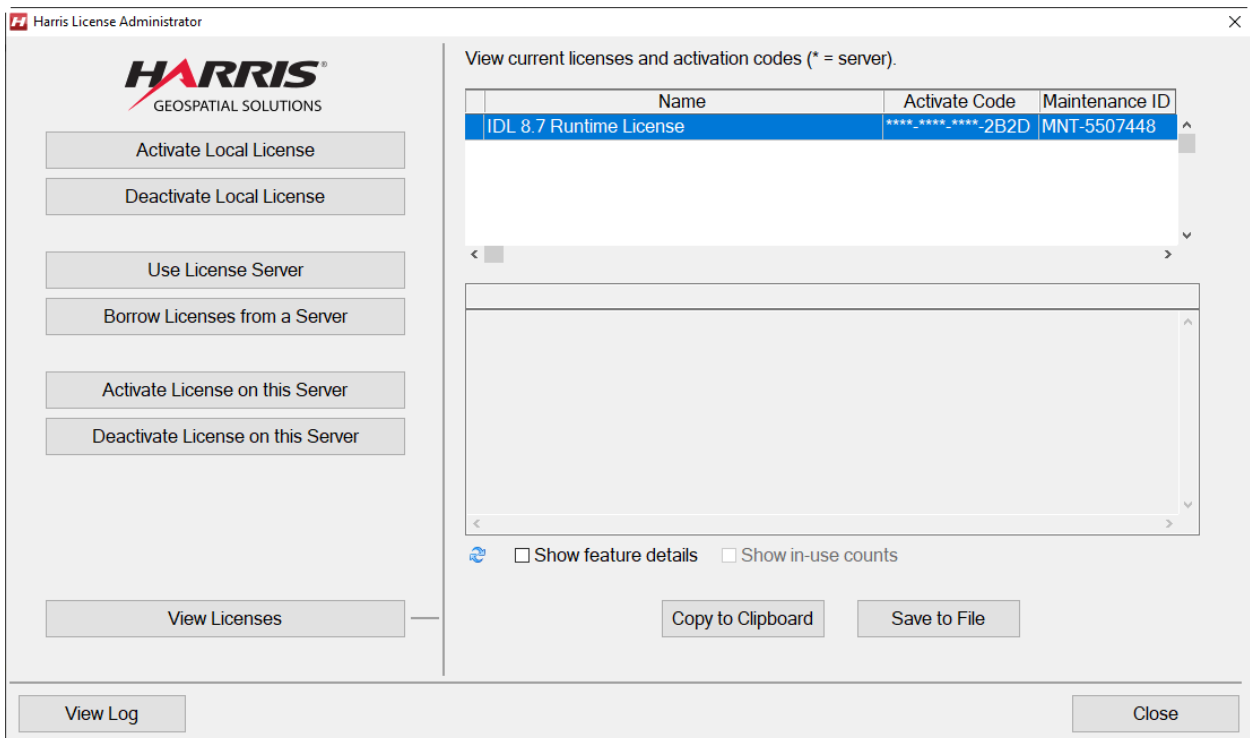 Harris License Administrator
HARRIS®
GEOSPATIAL SOLUTIONS
Activate Local License
Deactivate Local License
Use License Server
Borrow Licenses from a Server
Activate License on this Server
Deactivate License on this Server
View Licenses
View current licenses and activation codes (* = server).
Name Activate Code Maintenance ID
IDL 8.7 Runtime License ****-****-****-2B2D MNT-5507448
Show feature details Show in-use counts
Copy to Clipboard Save to File
View Log Close